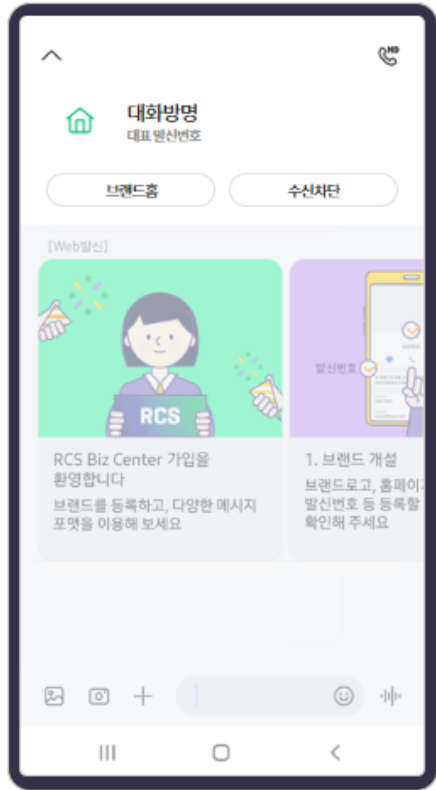 HD
대화방명
대표 발신번호
브랜드홈
수신차단
[Web발신]
RCS
RCS Biz Center 가입을
환영합니다
브랜드를 등록하고, 다양한 메시지
포맷을 이용해 보세요
발신번호
1. 브랜드 개설
브랜드로고, 홈페이지
발신번호 등 등록할
확인해 주세요